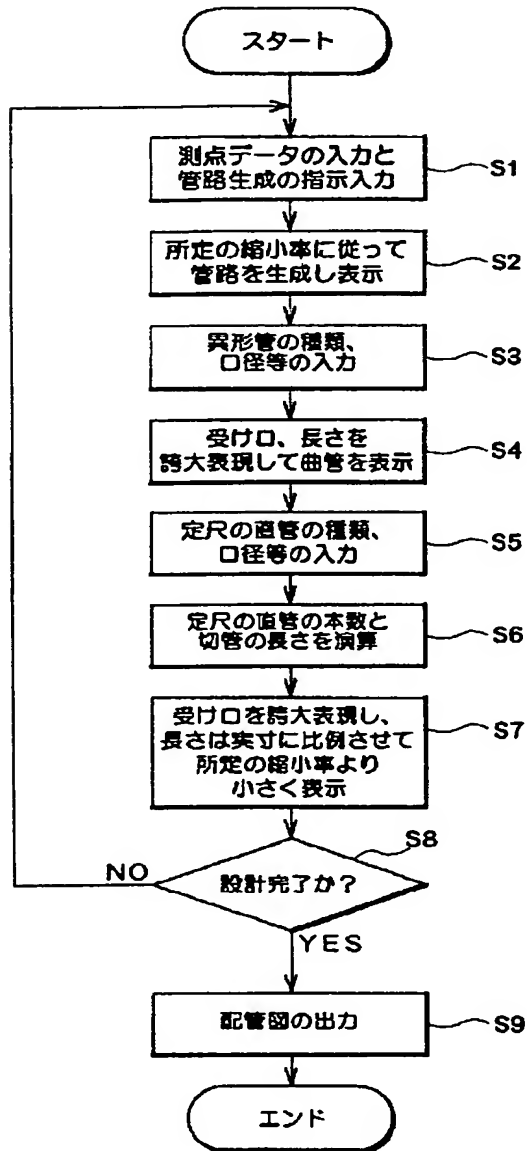 スタート
測点データの入力と
管路生成の指示入力
S1
所定の縮小率に従って
管路を生成し表示
S2
異形管の種類、
口径等の入力
S3
受け口、長さを
誇大表現して曲管を表示
S4
定尺の直管の種類、
口径等の入力
S5
定尺の直管の本数と
切管の長さを演算
S6
受け口を誇大表現し、
長さは実寸に比例させて
所定の縮小率より
小さく表示
S7
S8
設計完了か?
NO
YES
配管図の出力
S9
エンド